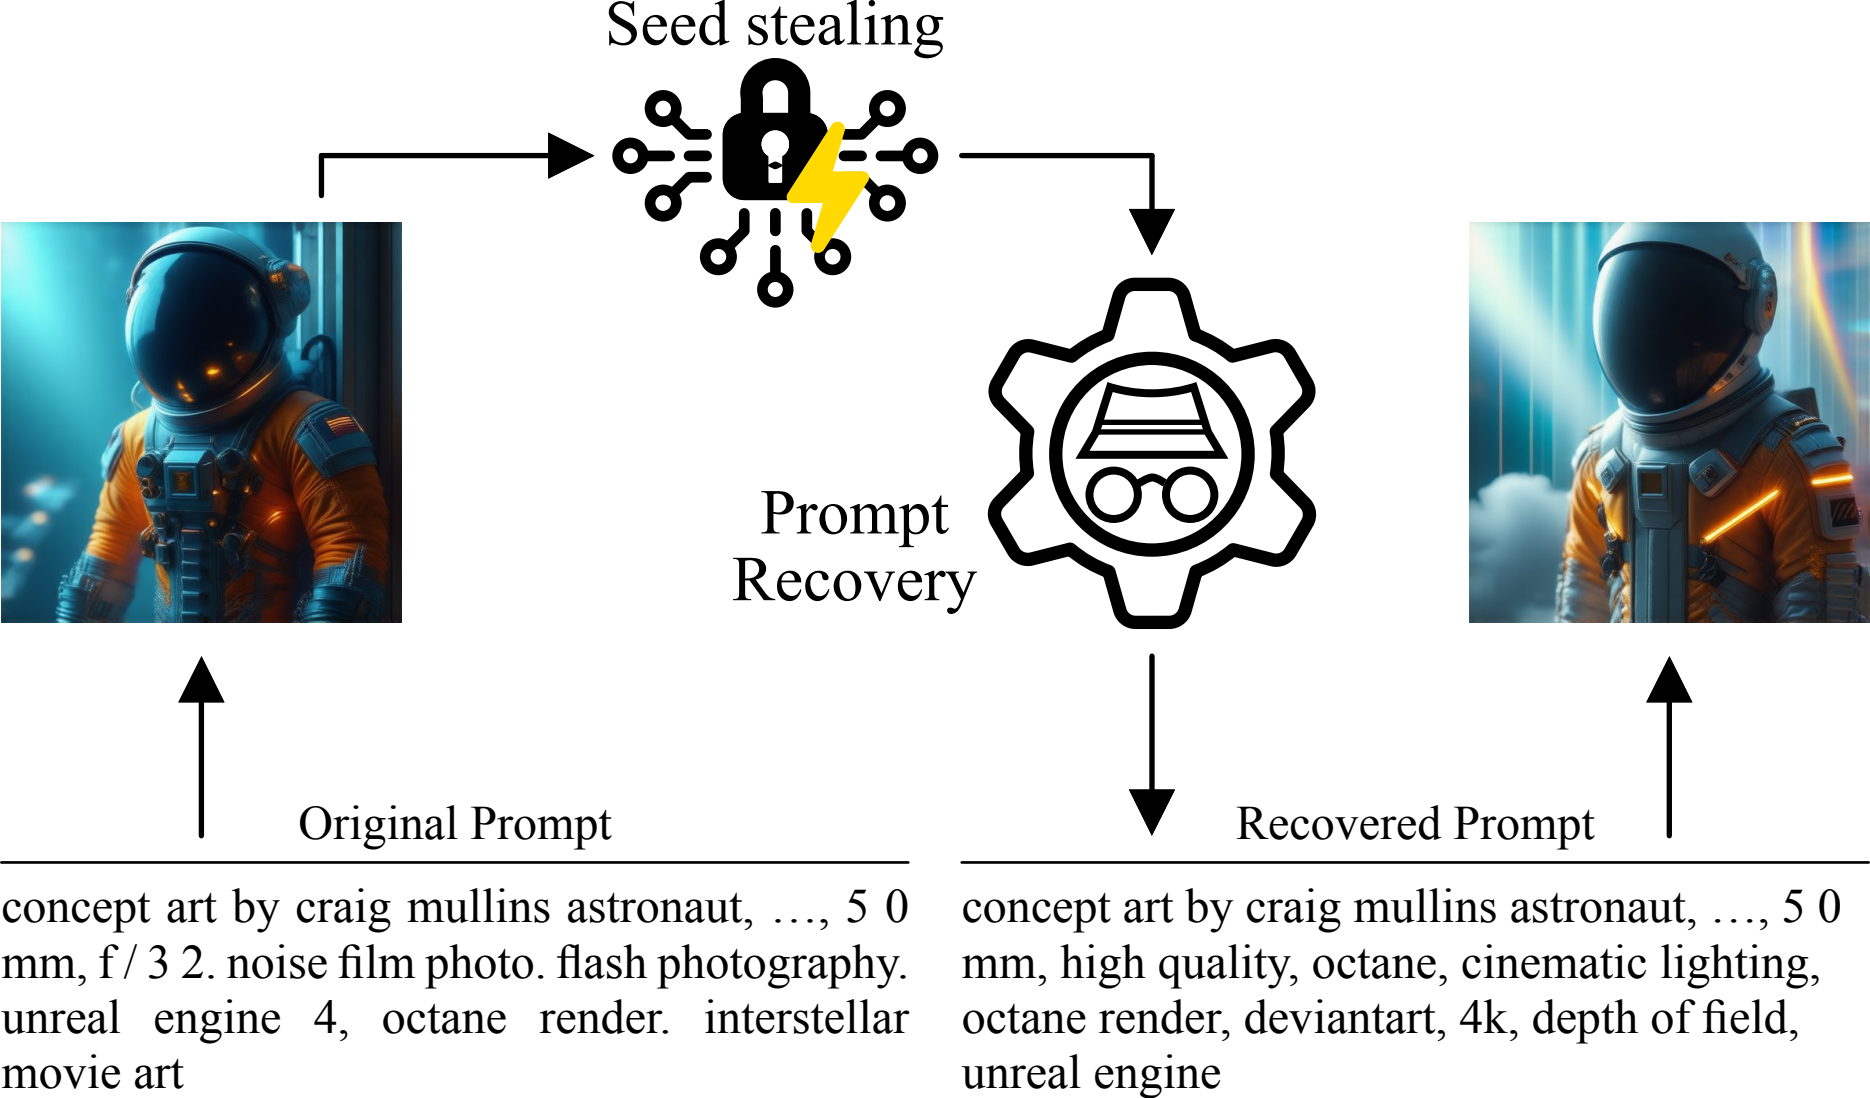 Seed stealing
Prompt
Recovery
Original Prompt
concept art by craig mullins astronaut, …, 5 0
mm, f / 3 2. noise film photo. flash photography.
unreal engine 4, octane render. interstellar
movie art
Recovered Prompt
concept art by craig mullins astronaut, …, 5 0
mm, high quality, octane, cinematic lighting,
octane render, deviantart, 4k, depth of field,
unreal engine